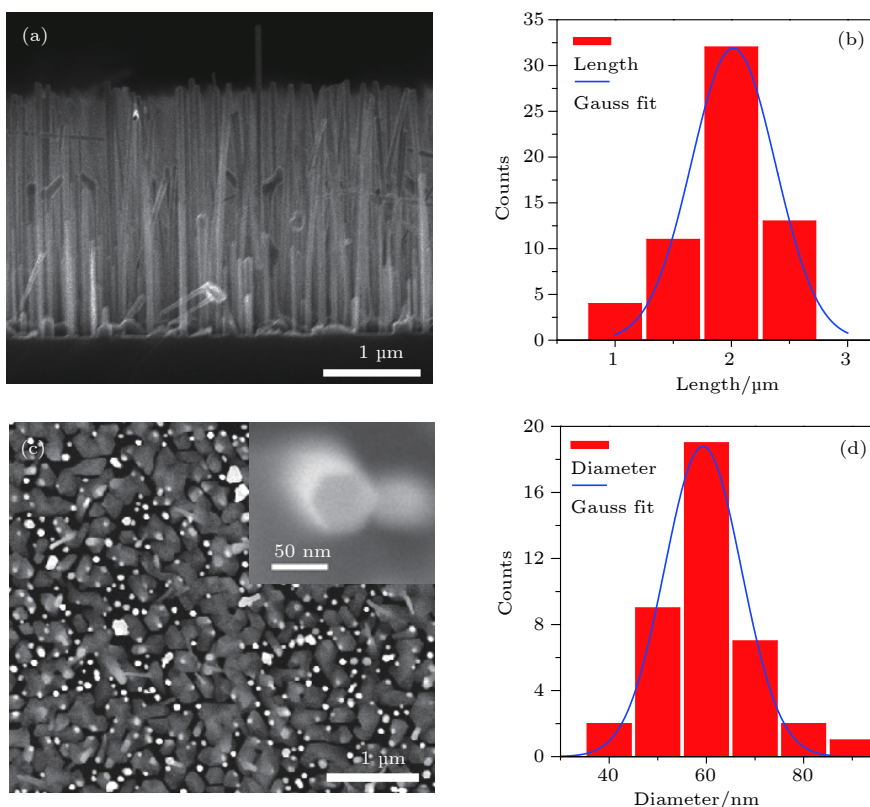 (a)
1 µm
(b)
35
30
25
20
15
10
5
0
Counts
Length
Gauss fit
1 2 3
Length/µm
(c)
50 nm
1 µm
(d)
20
16
12
8
4
0
Counts
Diameter
Gauss fit
40 60 80
Diameter/nm